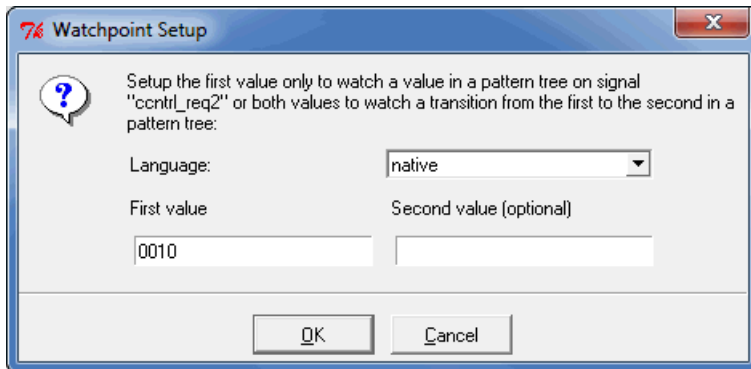 Watchpoint Setup
Setup the first value only to watch a value in a pattern tree on signal
"ccntrl_req2" or both values to watch a transition from the first to the second in a
pattern tree:
Language:
native
First value
Second value (optional)
0010
OK
Cancel